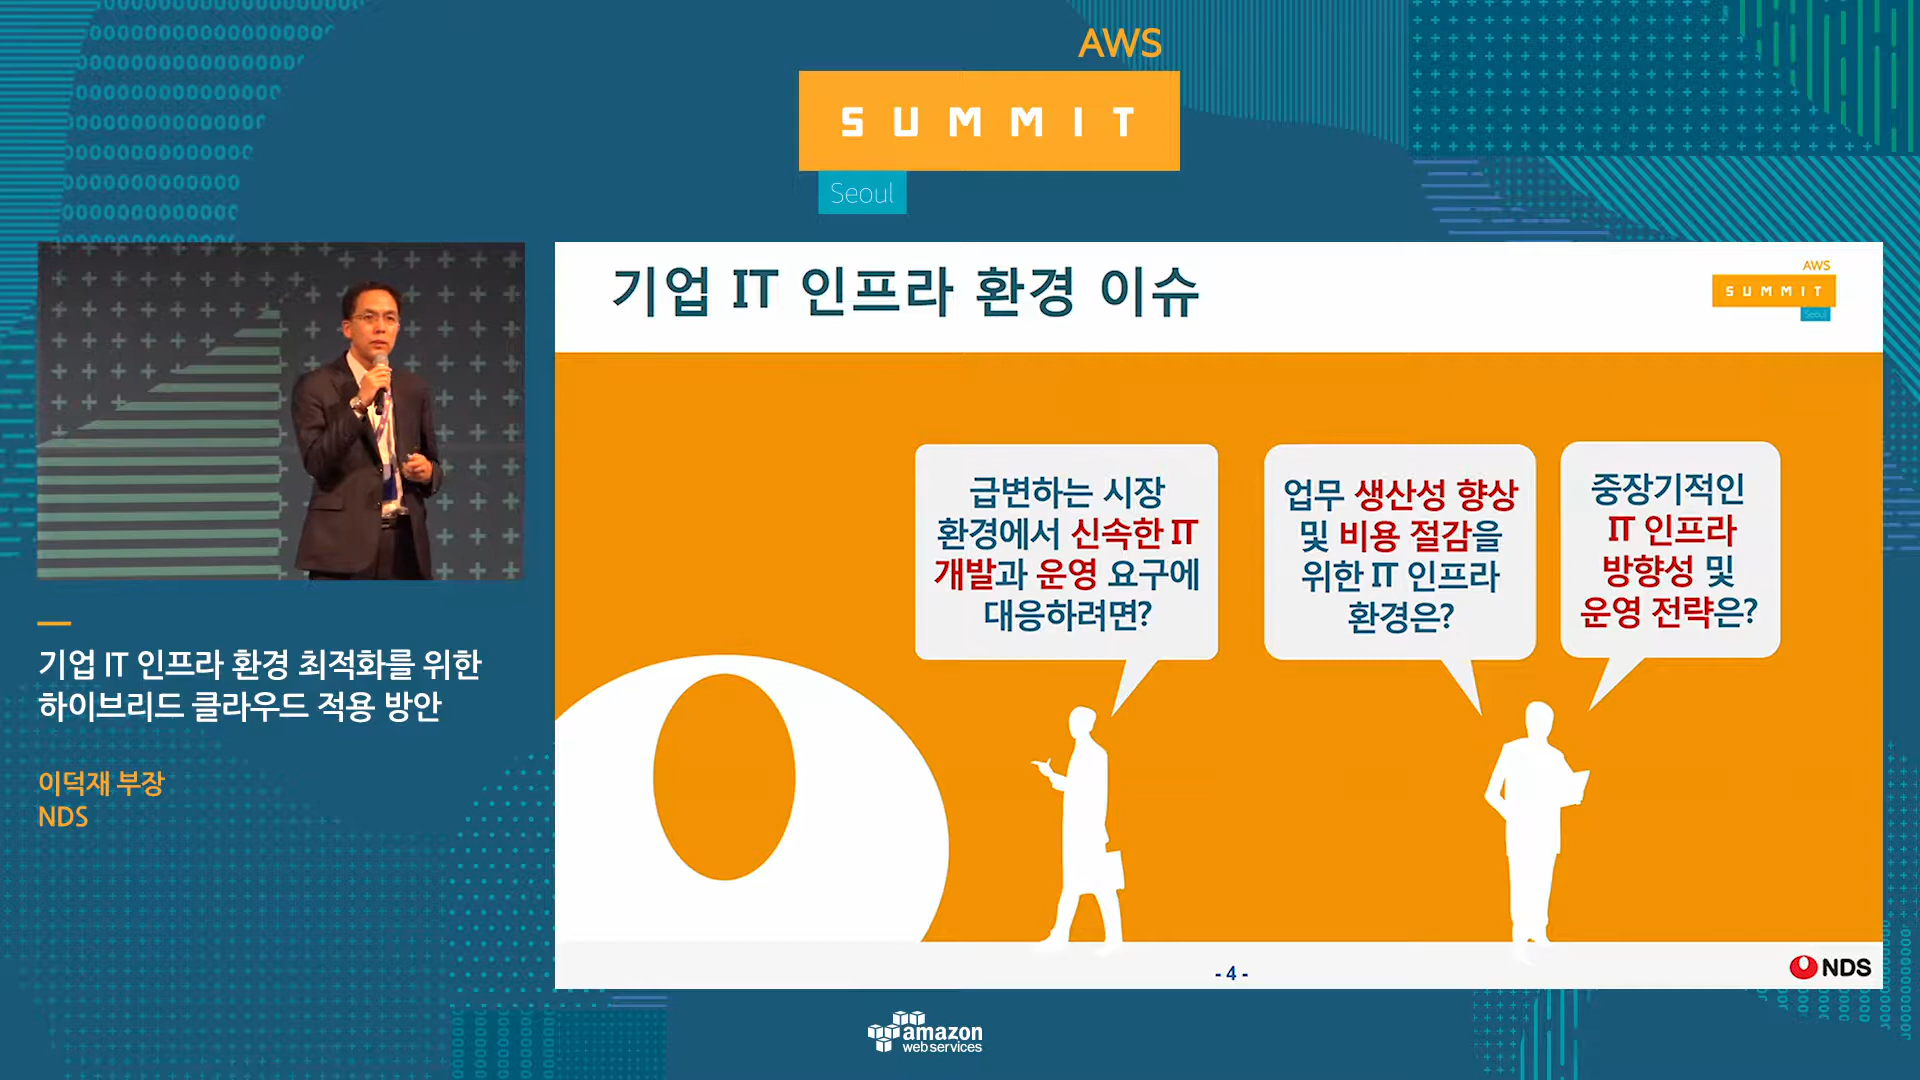 AWS
SUMMIT
Seoul
기업 IT 인프라 환경 이슈
AWS
SUMMIT
Seoul
급변하는 시장
환경에서 신속한 IT
개발과 운영 요구에
대응하려면?
업무 생산성 향상
및 비용 절감을
위한 IT 인프라
환경은?
중장기적인
IT 인프라
방향성 및
운영 전략은?
기업 IT 인프라 환경 최적화를 위한
하이브리드 클라우드 적용 방안
이덕재 부장
NDS
- 4 -
NDS
amazon
web services